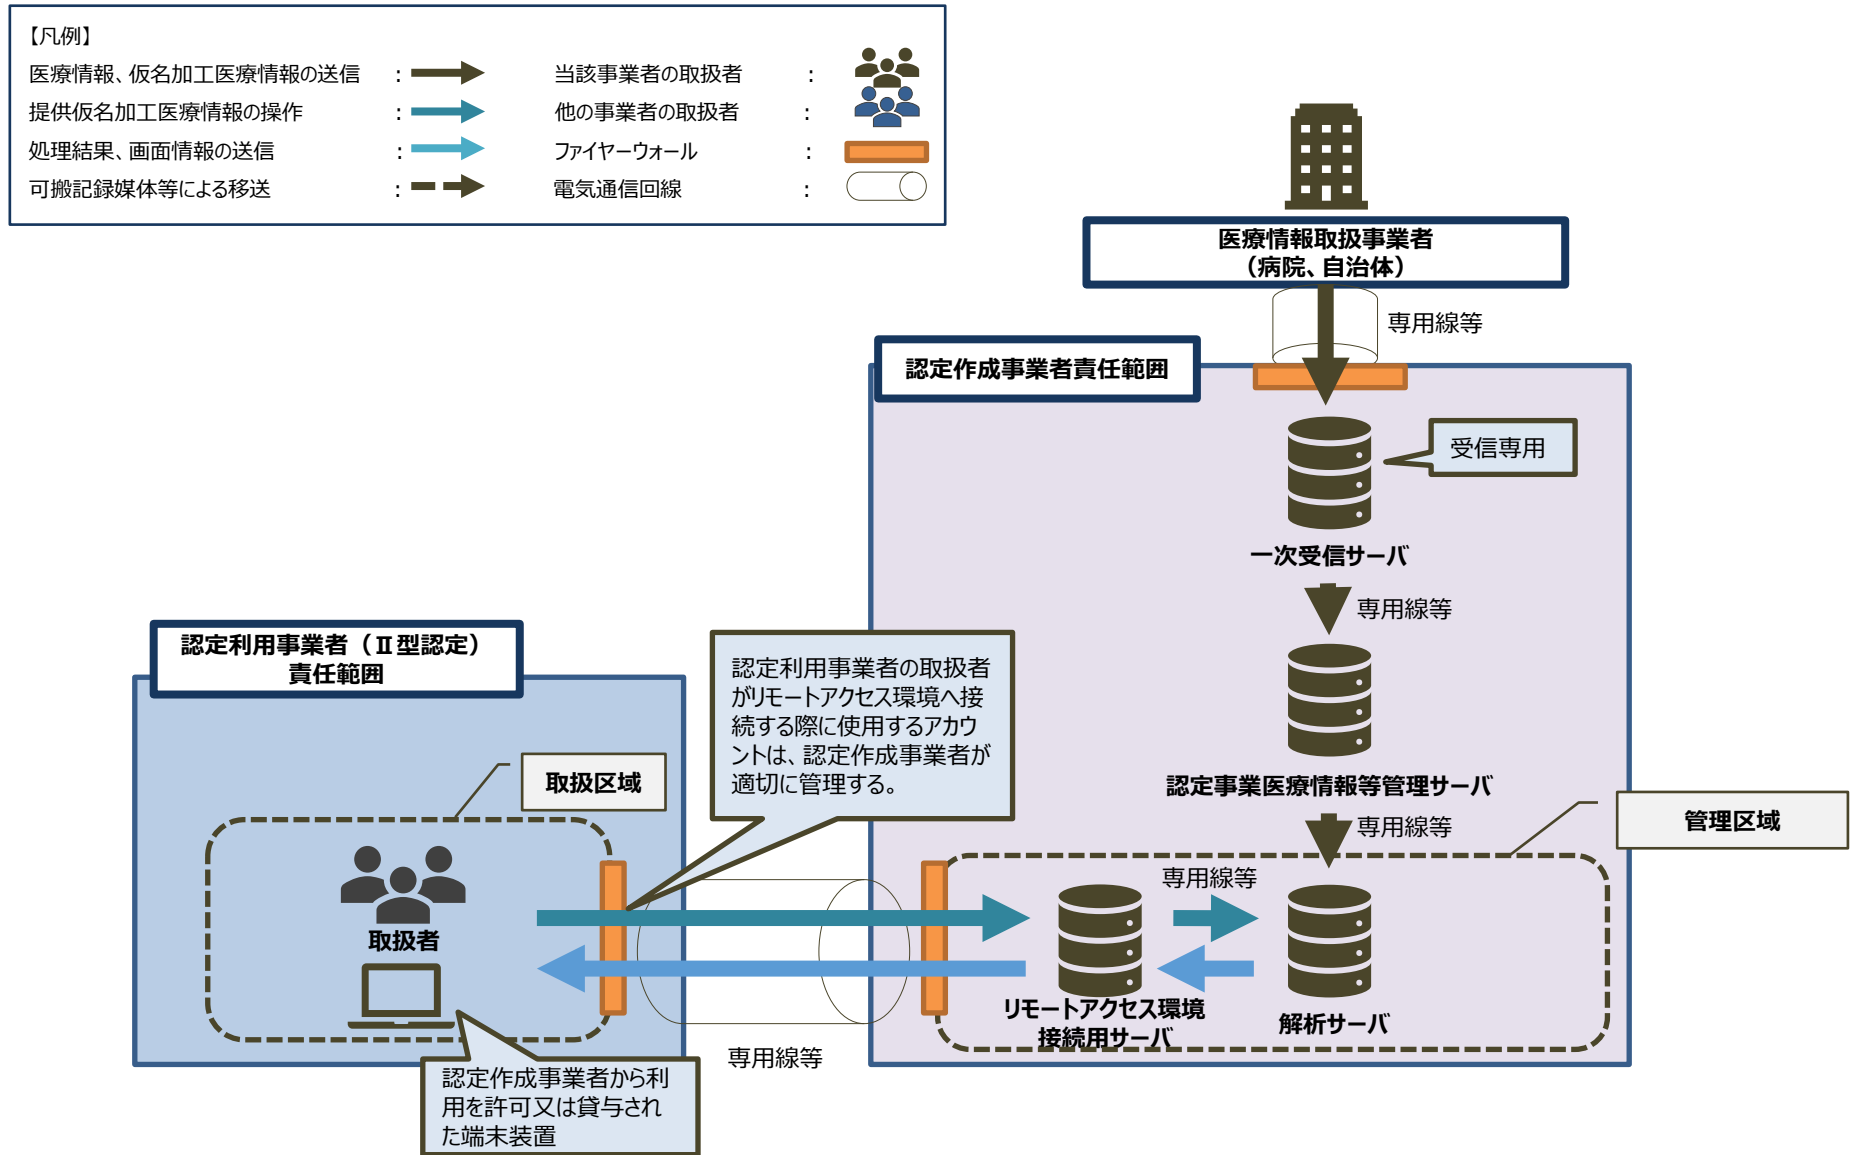 【凡例】
医療情報、仮名加工医療情報の送信 :
提供仮名加工医療情報の操作 :
処理結果、画面情報の送信 :
可搬記録媒体等による移送 :
当該事業者の取扱者 :
他の事業者の取扱者 :
ファイヤーウォール :
電気通信回線 :
医療情報取扱事業者
（病院、自治体）
専用線等
認定作成事業者責任範囲
受信専用
一次受信サーバ
専用線等
認定事業医療情報等管理サーバ
専用線等
管理区域
専用線等
リモートアクセス環境
接続用サーバ
解析サーバ
認定利用事業者（Ⅱ型認定）
責任範囲
認定利用事業者の取扱者
がリモートアクセス環境へ接
続する際に使用するアカウ
ントは、認定作成事業者が
適切に管理する。
取扱区域
取扱者
専用線等
認定作成事業者から利
用を許可又は貸与され
た端末装置